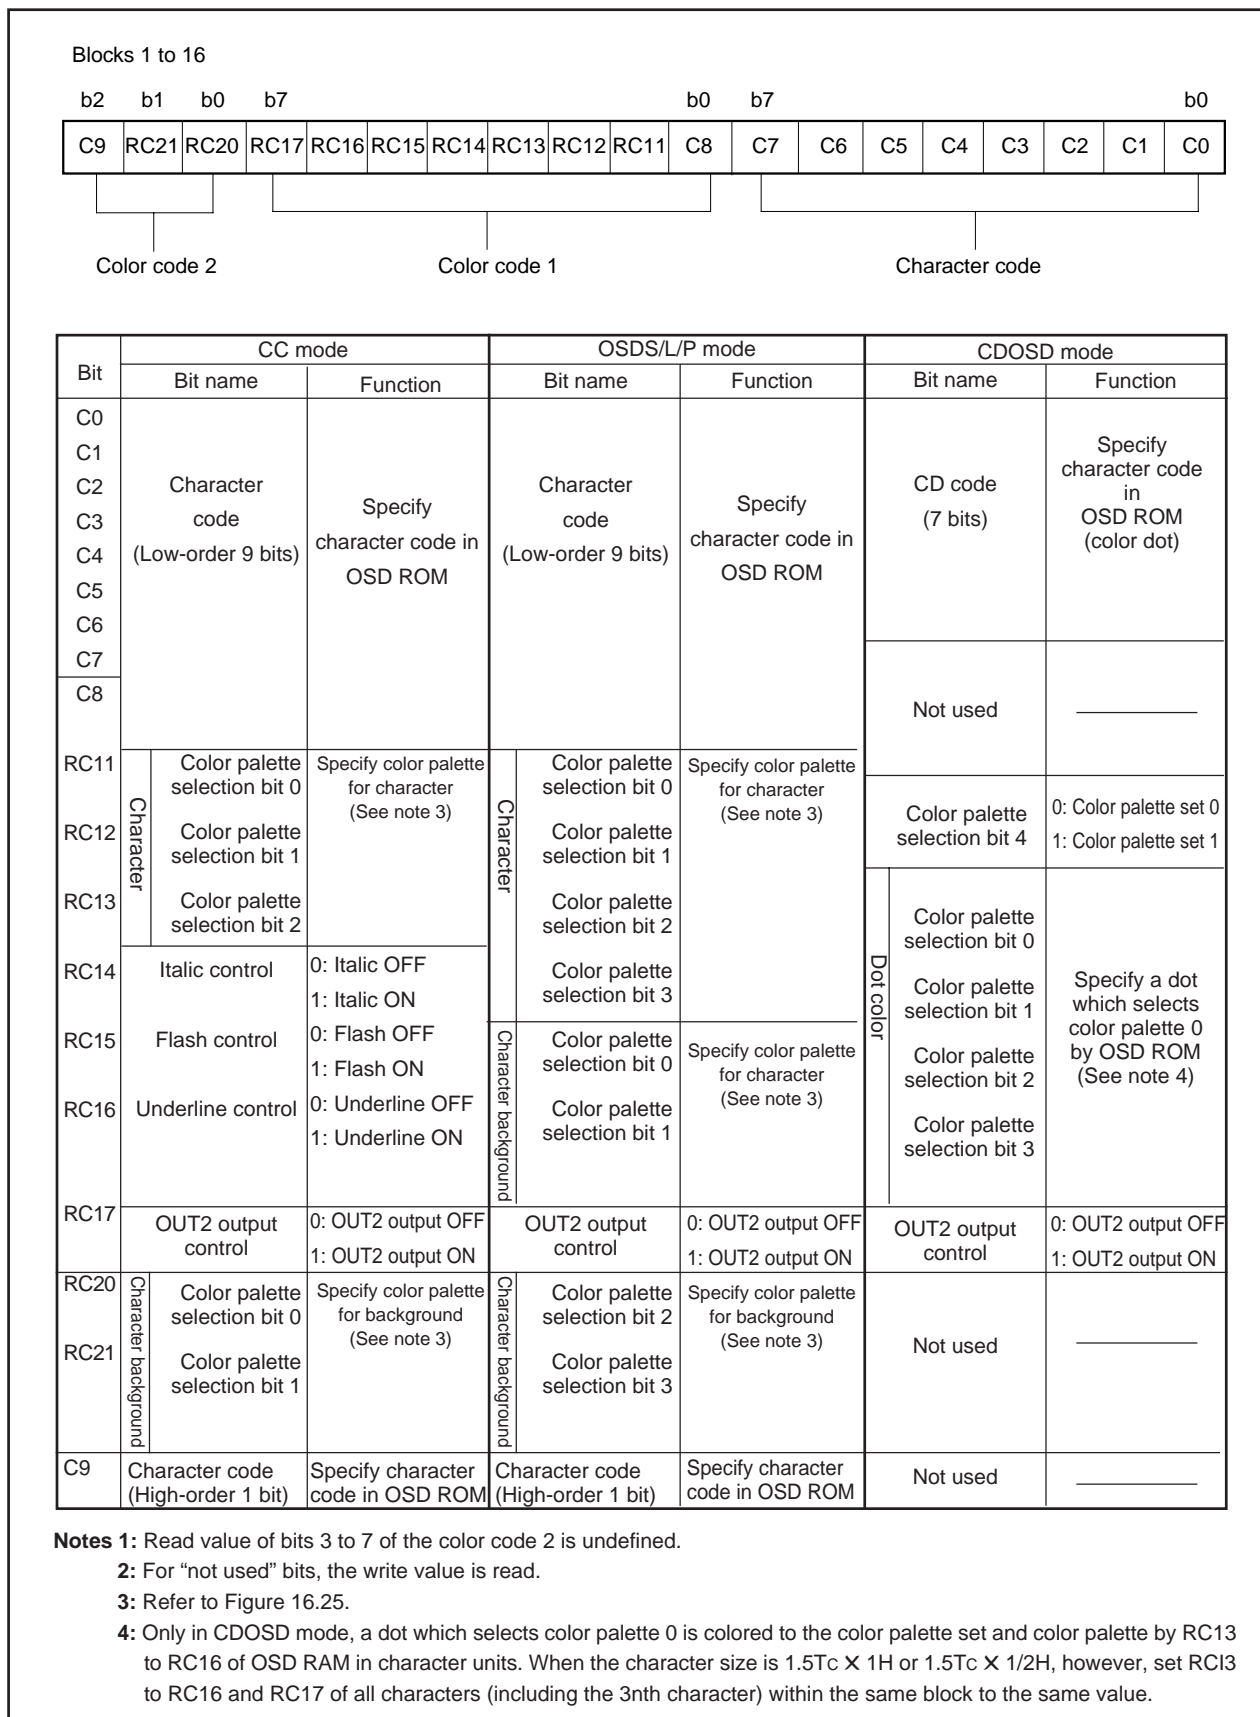 Blocks 1 to 16
b2 b1 b0 b7 b0 b7 b0
C9 RC21 RC20 RC17 RC16 RC15 RC14 RC13 RC12 RC11 C8 C7 C6 C5 C4 C3 C2 C1 C0
Color code 2 Color code 1 Character code
Bit
CC mode OSDS/L/P mode CDOSD mode
Bit name Function Bit name Function Bit name Function
C0
C1
C2
C3
C4
C5
C6
C7
C8
Character
code
(Low-order 9 bits)
Specify
character code in
OSD ROM
Character
code
(Low-order 9 bits)
Specify
character code in
OSD ROM
CD code
(7 bits)
Specify
character code
in
OSD ROM
(color dot)
Not used
RC11
RC12
RC13
Character
Color palette
selection bit 0
Color palette
selection bit 1
Color palette
selection bit 2
Specify color palette
for character
(See note 3)
Character
Color palette
selection bit 0
Color palette
selection bit 1
Color palette
selection bit 2
Color palette
selection bit 3
Specify color palette
for character
(See note 3)
Color palette
selection bit 4
0: Color palette set 0
1: Color palette set 1
RC14
Italic control
0: Italic OFF
1: Italic ON
RC15
Flash control
0: Flash OFF
1: Flash ON
RC16
Underline control
0: Underline OFF
1: Underline ON
Character background
Color palette
selection bit 0
Color palette
selection bit 1
Specify color palette
for character
(See note 3)
Dot color
Color palette
selection bit 0
Color palette
selection bit 1
Color palette
selection bit 2
Color palette
selection bit 3
Specify a dot
which selects
color palette 0
by OSD ROM
(See note 4)
RC17
OUT2 output
control
0: OUT2 output OFF
1: OUT2 output ON
OUT2 output
control
0: OUT2 output OFF
1: OUT2 output ON
OUT2 output
control
0: OUT2 output OFF
1: OUT2 output ON
RC20
RC21
Character background
Color palette
selection bit 0
Color palette
selection bit 1
Specify color palette
for background
(See note 3)
Character background
Color palette
selection bit 2
Color palette
selection bit 3
Specify color palette
for background
(See note 3)
Not used
C9
Character code
(High-order 1 bit)
Specify character
code in OSD ROM
Character code
(High-order 1 bit)
Specify character
code in OSD ROM
Not used
Notes 1: Read value of bits 3 to 7 of the color code 2 is undefined.
2: For “not used” bits, the write value is read.
3: Refer to Figure 16.25.
4: Only in CDOSD mode, a dot which selects color palette 0 is colored to the color palette set and color palette by RC13
to RC16 of OSD RAM in character units. When the character size is 1.5TC X 1H or 1.5TC X 1/2H, however, set RCI3
to RC16 and RC17 of all characters (including the 3nth character) within the same block to the same value.